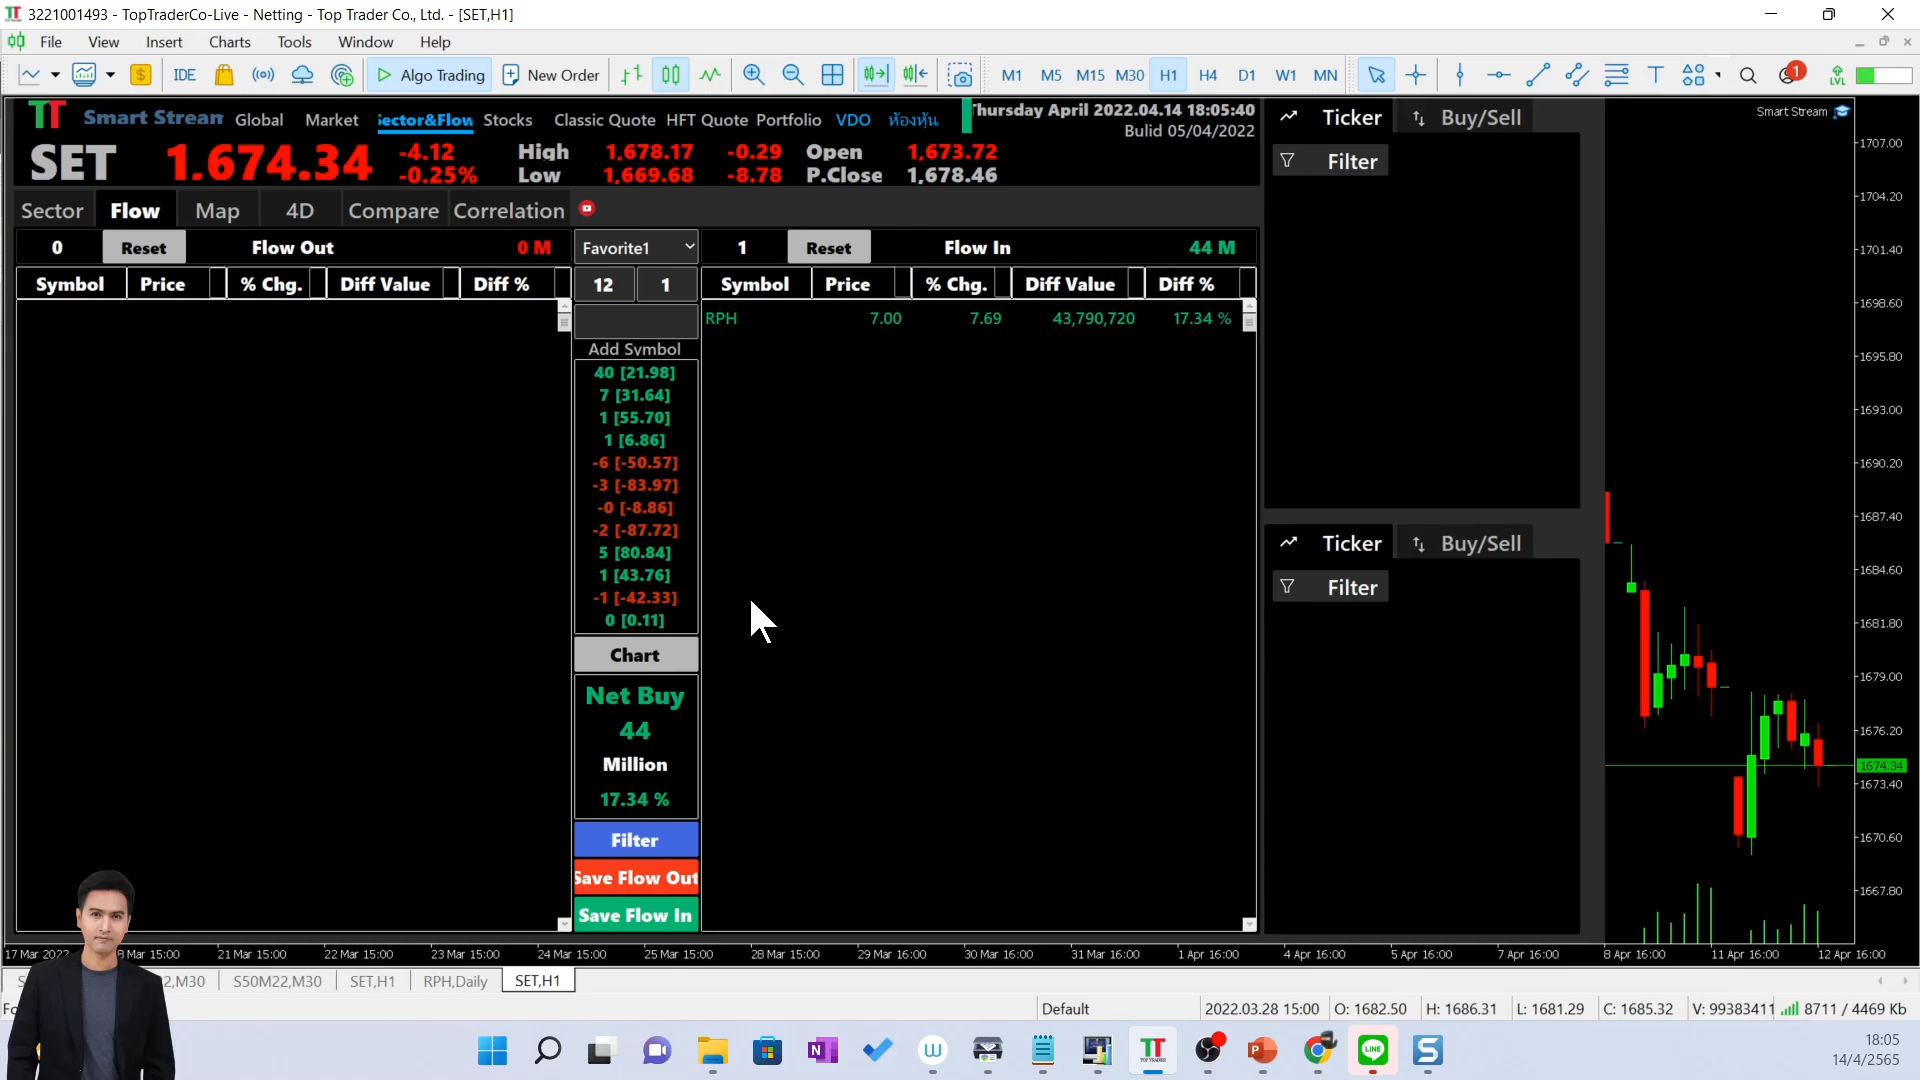 3221001493 - TopTraderCo-Live - Netting - Top Trader Co., Ltd. - [SET,H1]
File View Insert Charts Tools Window Help
IDE Algo Trading New Order M1 M5 M15 M30 H1 H4 D1 W1 MN T 1 LVL
TT Smart Stream Global Market Sector&Flow Stocks Classic Quote HFT Quote Portfolio VDO ห้องหุ้น
Thursday April 2022.04.14 18:05:40
Bulid 05/04/2022
SET 1,674.34 -4.12 -0.25%
High 1,678.17 -0.29 Open 1,673.72
Low 1,669.68 -8.78 P.Close 1,678.46
Sector Flow Map 4D Compare Correlation
0 Reset Flow Out 0 M Favorite1 1 Reset Flow In 44 M
Symbol Price % Chg. Diff Value Diff % 12 1 Symbol Price % Chg. Diff Value Diff %
RPH 7.00 7.69 43,790,720 17.34 %
Add Symbol
40 [21.98]
7 [31.64]
1 [55.70]
1 [6.86]
-6 [-50.57]
-3 [-83.97]
-0 [-8.86]
-2 [-87.72]
5 [80.84]
1 [43.76]
-1 [-42.33]
0 [0.11]
Chart
Net Buy
44
Million
17.34 %
Filter
Save Flow Out
Save Flow In
Ticker Buy/Sell
Filter
Ticker Buy/Sell
Filter
Smart Stream
1707.00
1704.20
1701.40
1698.60
1695.80
1693.00
1690.20
1687.40
1684.60
1681.80
1679.00
1676.20
1674.34
1673.40
1670.60
1667.80
17 Mar 2022 8 Mar 15:00 21 Mar 15:00 22 Mar 15:00 23 Mar 15:00 24 Mar 15:00 25 Mar 15:00 28 Mar 15:00 29 Mar 16:00 30 Mar 16:00 31 Mar 16:00 1 Apr 16:00 4 Apr 16:00 5 Apr 16:00 7 Apr 16:00 8 Apr 16:00 11 Apr 16:00 12 Apr 16:00
2,M30 S50M22,M30 SET,H1 RPH,Daily SET,H1
Default 2022.03.28 15:00 O: 1682.50 H: 1686.31 L: 1681.29 C: 1685.32 V: 99383411 8711 / 4469 Kb
N W TT TOP TRADER P LINE S
18:05
14/4/2565